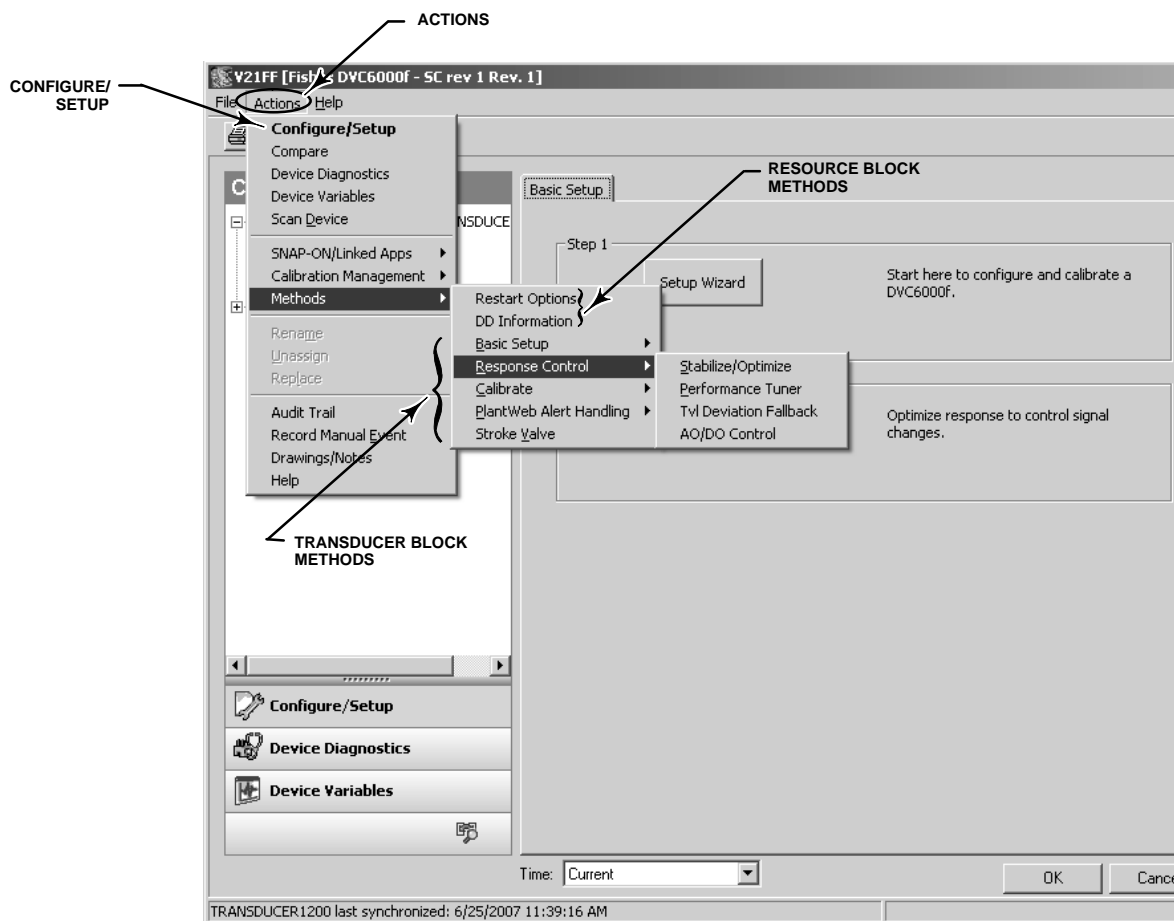 ACTIONS
CONFIGURE/
SETUP
V21FF [Fisher DVC6000f - SC rev 1 Rev. 1]
File Actions Help
Configure/Setup
Compare
Device Diagnostics
Device Variables
Scan Device
SNAP-ON/Linked Apps
Calibration Management
Methods
Rename
Unassign
Replace
Audit Trail
Record Manual Event
Drawings/Notes
Help
C
NSDUCE
RESOURCE BLOCK
METHODS
Basic Setup
Step 1
Setup Wizard
Start here to configure and calibrate a
DVC6000f.
Restart Options
DD Information
Basic Setup
Response Control
Calibrate
PlantWeb Alert Handling
Stroke Valve
Stabilize/Optimize
Performance Tuner
Tvl Deviation Fallback
AO/DO Control
Optimize response to control signal
changes.
TRANSDUCER BLOCK
METHODS
Configure/Setup
Device Diagnostics
Device Variables
Time: Current
OK
Cance
TRANSDUCER1200 last synchronized: 6/25/2007 11:39:16 AM